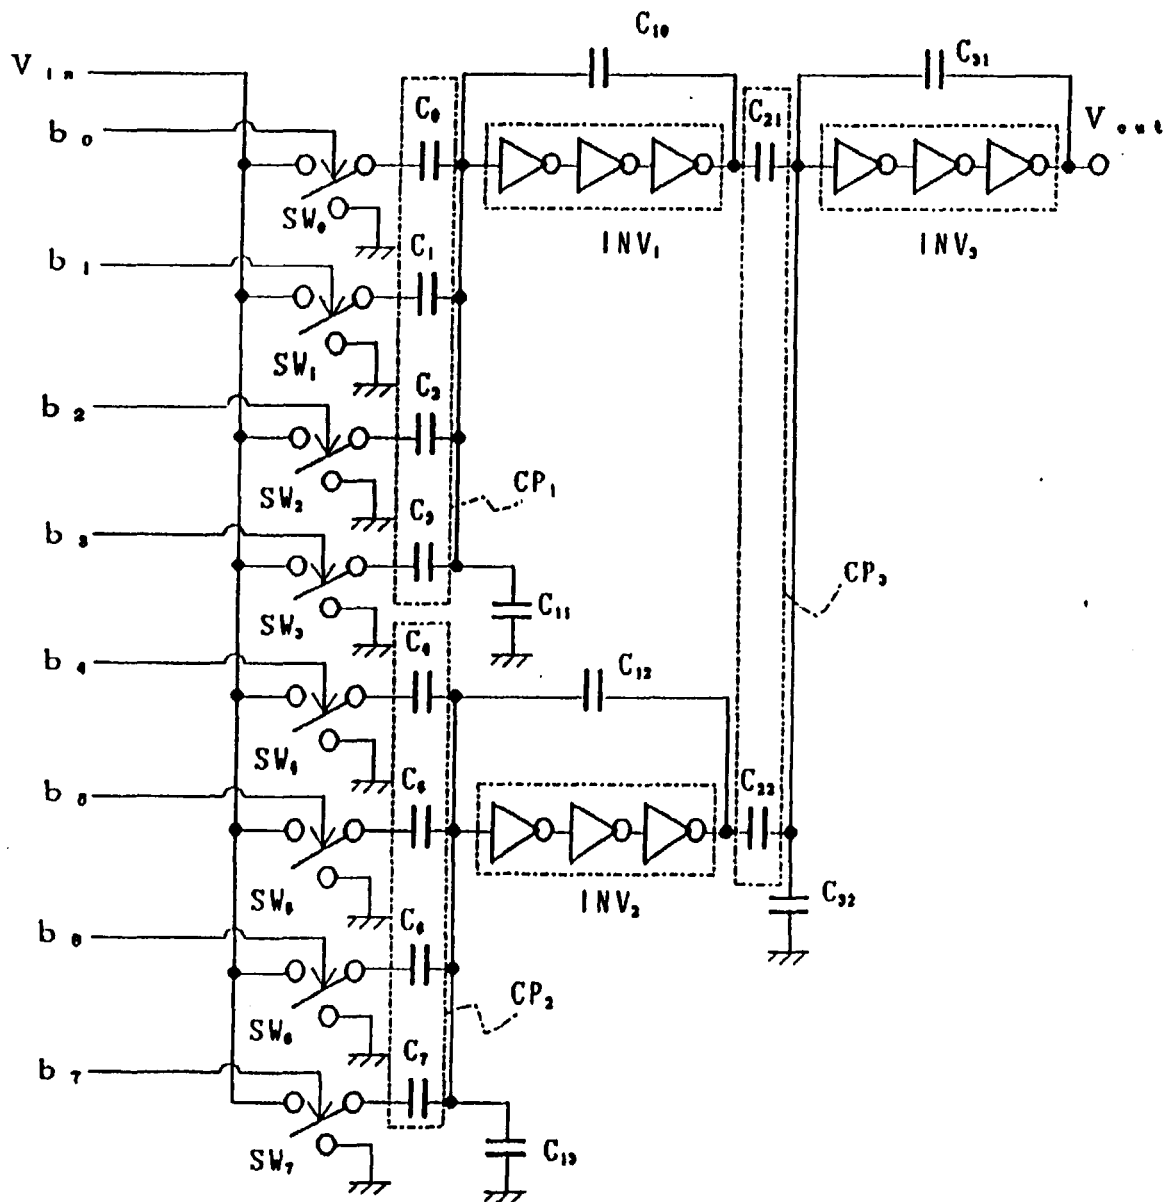 C₁₀
C₃₁
V in
C₀
C₂₁
V out
b ₀
SW₀
INV₁
INV₃
C₁
b ₁
SW₁
C₂
b ₂
SW₂
CP₁
C₃
b ₃
SW₃
C₁₁
CP₃
C₄
b ₄
C₁₂
SW₄
C₅
b ₅
C₂₂
SW₅
INV₂
C₃₂
C₆
b ₆
SW₆
CP₂
C₇
b ₇
SW₇
C₁₃